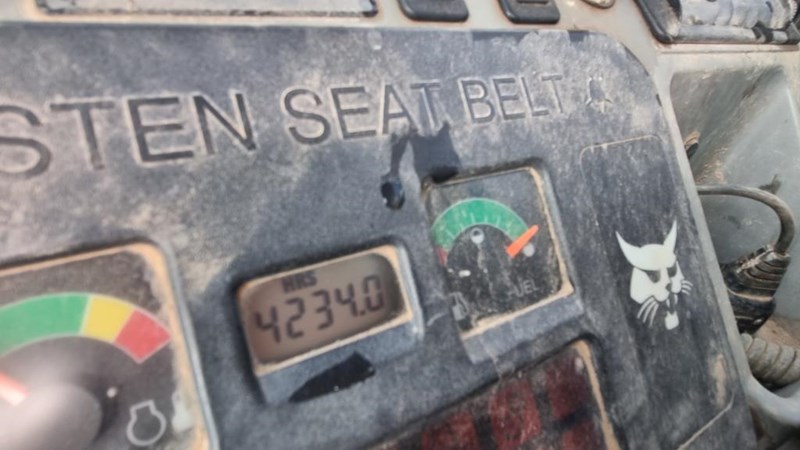 STEN SEAT BELT
HRS
4234.0
FUEL